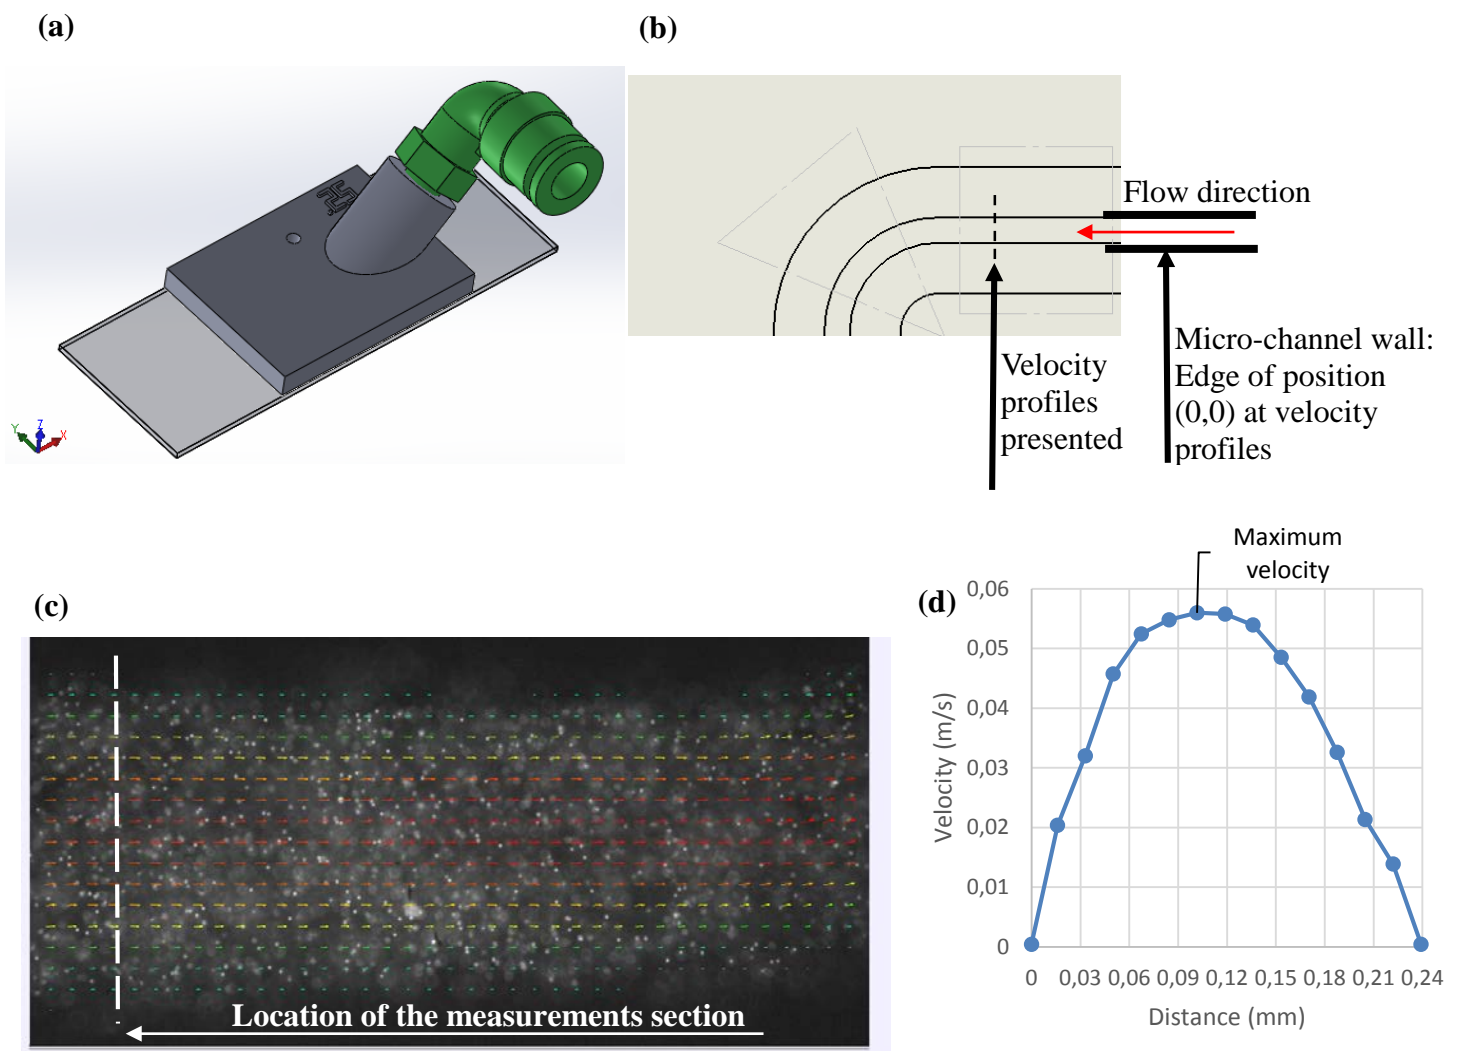 (a)
(b)
Y
Z
X
Flow direction
Velocity
profiles
presented
Micro-channel wall:
Edge of position
(0,0) at velocity
profiles
(c)
Location of the measurements section
(d)
Maximum
velocity
0,06
0,05
0,04
0,03
0,02
0,01
0
Velocity (m/s)
0 0,03 0,06 0,09 0,12 0,15 0,18 0,21 0,24
Distance (mm)